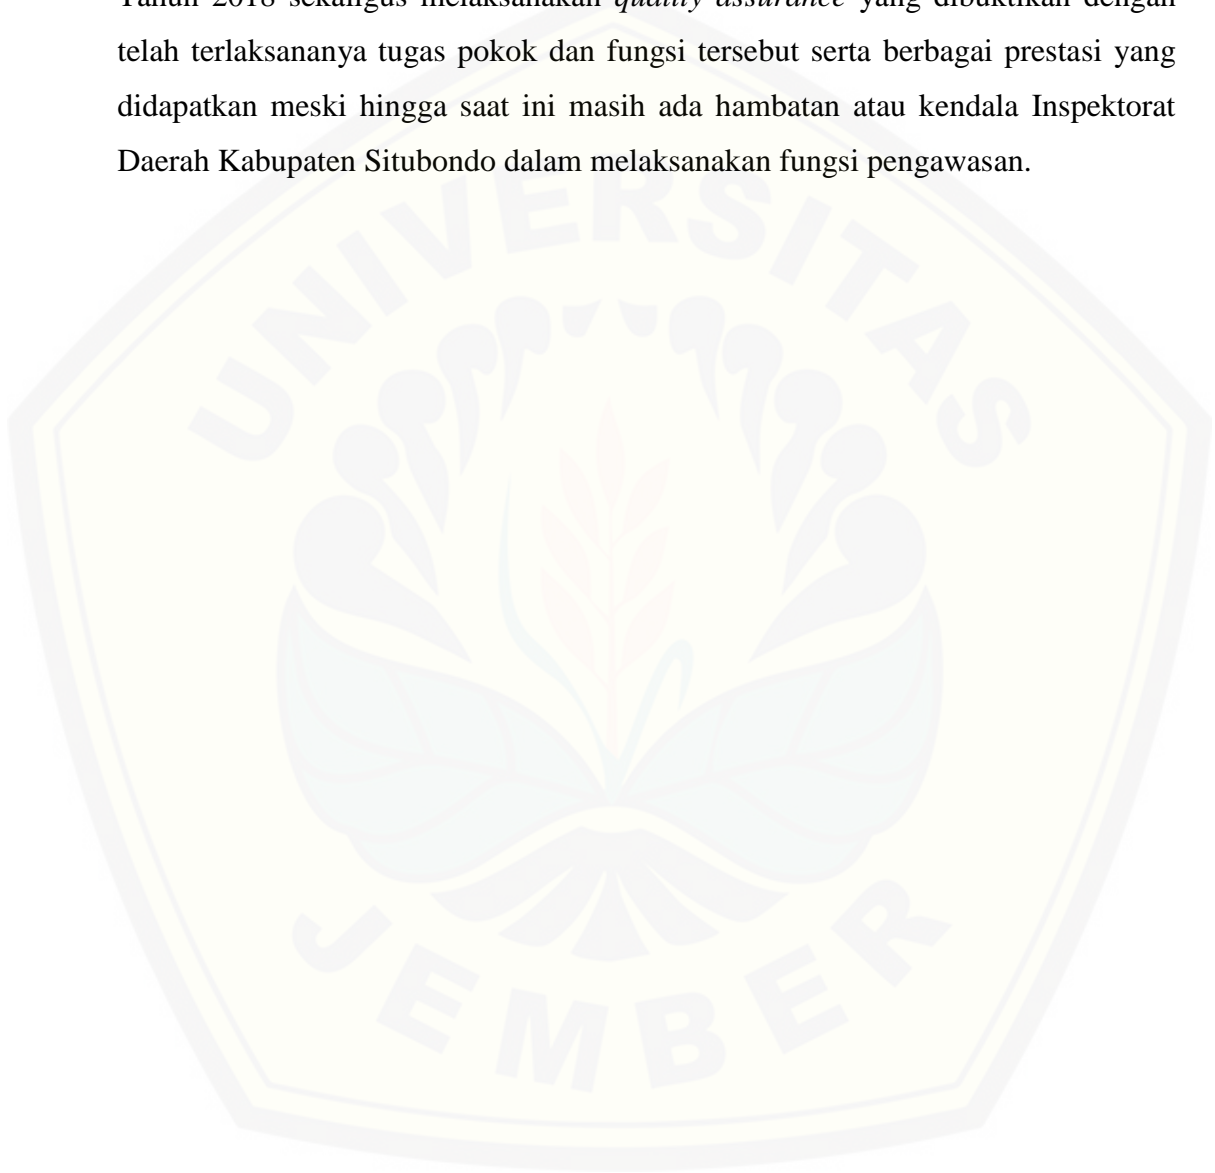 Tahun 2018 sekaligus melaksanakan quality assurance yang dibuktikan dengan
telah terlaksananya tugas pokok dan fungsi tersebut serta berbagai prestasi yang
didapatkan meski hingga saat ini masih ada hambatan atau kendala Inspektorat
Daerah Kabupaten Situbondo dalam melaksanakan fungsi pengawasan.
UNIVERSITAS
JEMBER